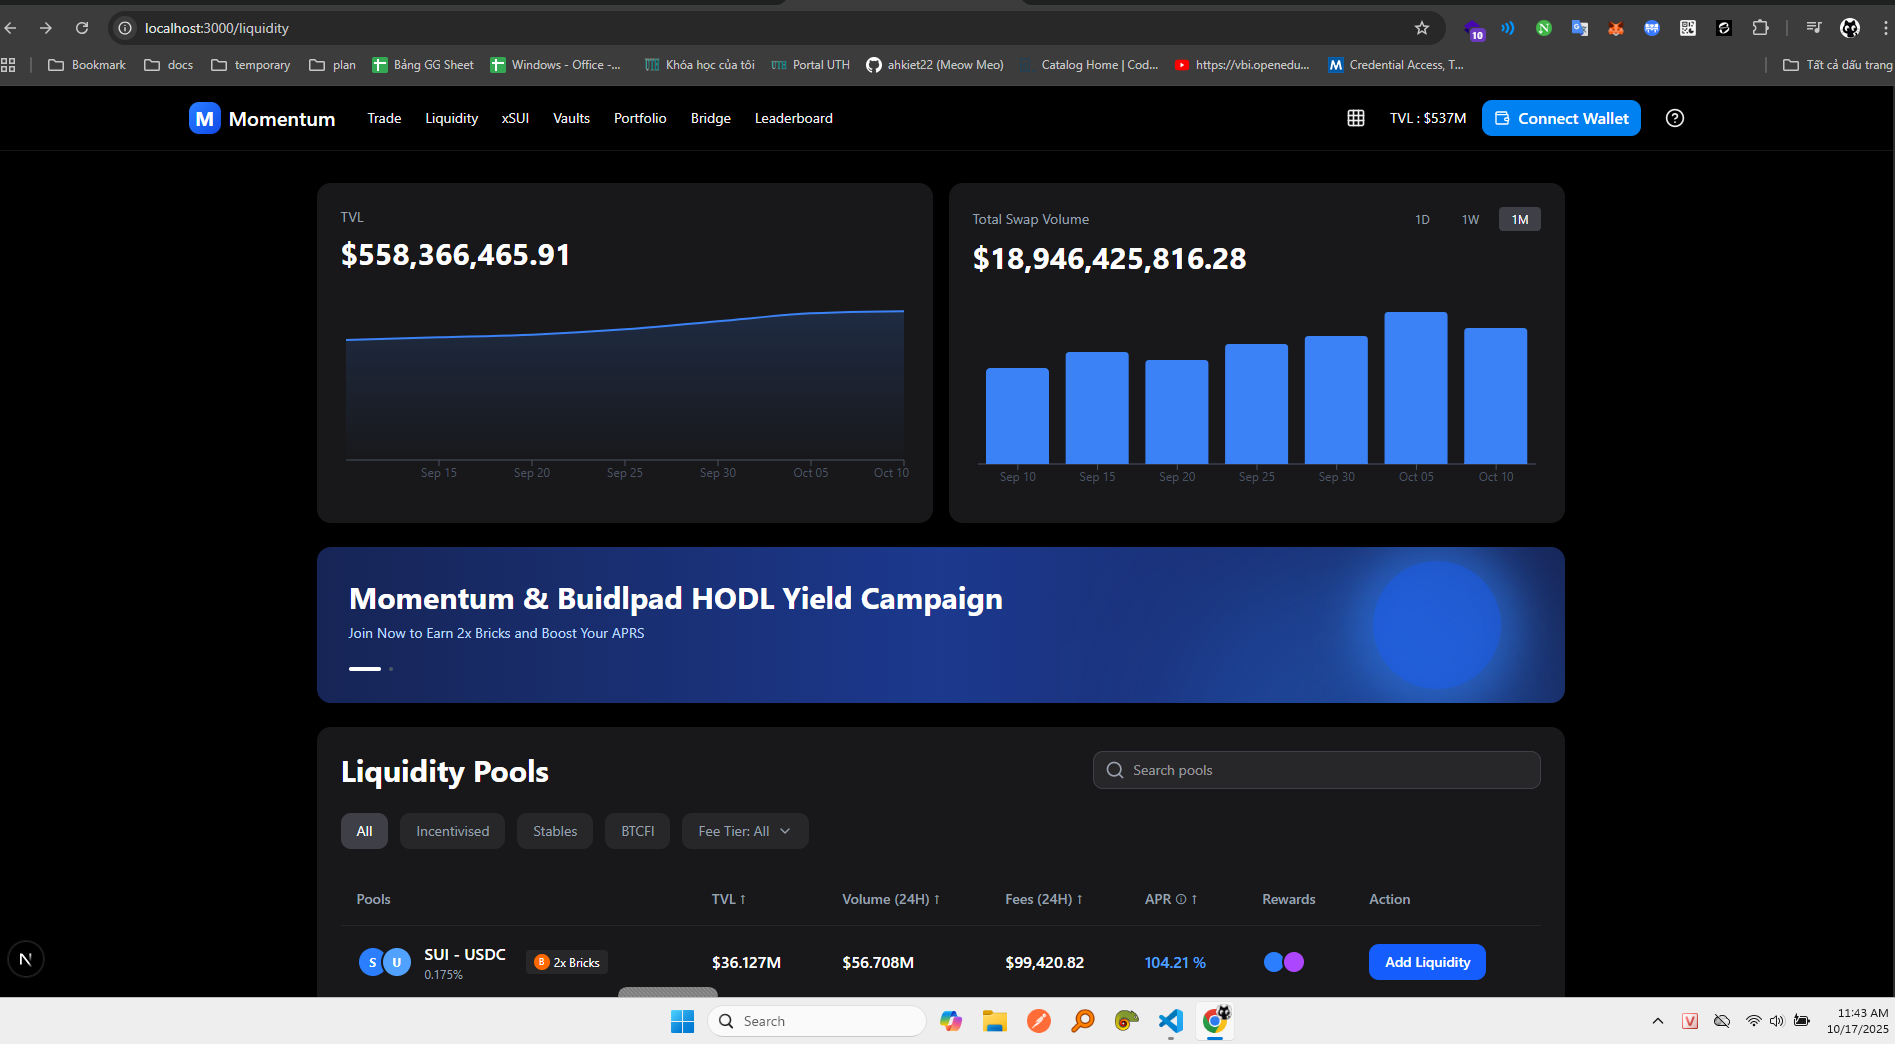 localhost:3000/liquidity
10
Bookmark
docs
temporary
plan
Bảng GG Sheet
Windows - Office -...
Khóa học của tôi
Portal UTH
ahkiet22 (Meow Meo)
Catalog Home | Cod...
https://vbi.openedu...
M
Credential Access, T...
Tất cả dấu trang
M
Momentum
Trade
Liquidity
xSUI
Vaults
Portfolio
Bridge
Leaderboard
TVL : $537M
Connect Wallet
TVL
$558,366,465.91
Sep 15
Sep 20
Sep 25
Sep 30
Oct 05
Oct 10
Total Swap Volume
1D
1W
1M
$18,946,425,816.28
Sep 10
Sep 15
Sep 20
Sep 25
Sep 30
Oct 05
Oct 10
Momentum & Buidlpad HODL Yield Campaign
Join Now to Earn 2x Bricks and Boost Your APRS
Liquidity Pools
Search pools
All
Incentivised
Stables
BTCFI
Fee Tier: All
Pools
TVL ↑
Volume (24H) ↑
Fees (24H) ↑
APR ⓘ ↑
Rewards
Action
S
U
SUI - USDC
0.175%
B
2x Bricks
$36.127M
$56.708M
$99,420.82
104.21 %
Add Liquidity
N
Search
V
11:43 AM
10/17/2025